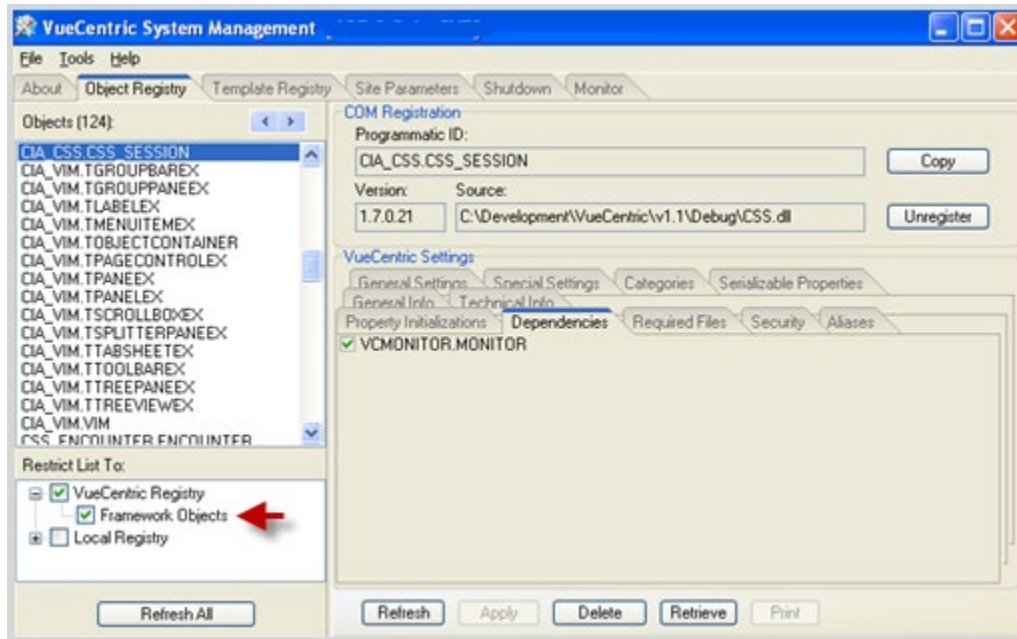 VueCentric System Management
File Tools Help
About Object Registry Template Registry Site Parameters Shutdown Monitor
Objects (124):
CIA_CSS.CSS_SESSION
CIA_VIM.TGROUPBAREX
CIA_VIM.TGROUPPANEEX
CIA_VIM.TLABELEX
CIA_VIM.TMENUITEMEX
CIA_VIM.TOBJECTCONTAINER
CIA_VIM.TPAGECONTROLEX
CIA_VIM.TPANEEX
CIA_VIM.TPANELEX
CIA_VIM.TSCROLLBOXEX
CIA_VIM.TSPLITTERPANEEX
CIA_VIM.TTABSHEETEX
CIA_VIM.TTOOLBAREX
CIA_VIM.TTREEPANEEX
CIA_VIM.TTREEVIEWEX
CIA_VIM.VIM
CSS_ENCOUNTER.ENCOUNTER
Restrict List To:
VueCentric Registry
Framework Objects
Local Registry
Refresh All
COM Registration
Programmatic ID:
CIA_CSS.CSS_SESSION Copy
Version: Source:
1.7.0.21 C:\Development\VueCentric\v1.1\Debug\CSS.dll Unregister
VueCentric Settings
General Settings Special Settings Categories Serializable Properties
General Info Technical Info
Property Initializations Dependencies Required Files Security Aliases
VCMONITOR.MONITOR
Refresh Apply Delete Retrieve Print